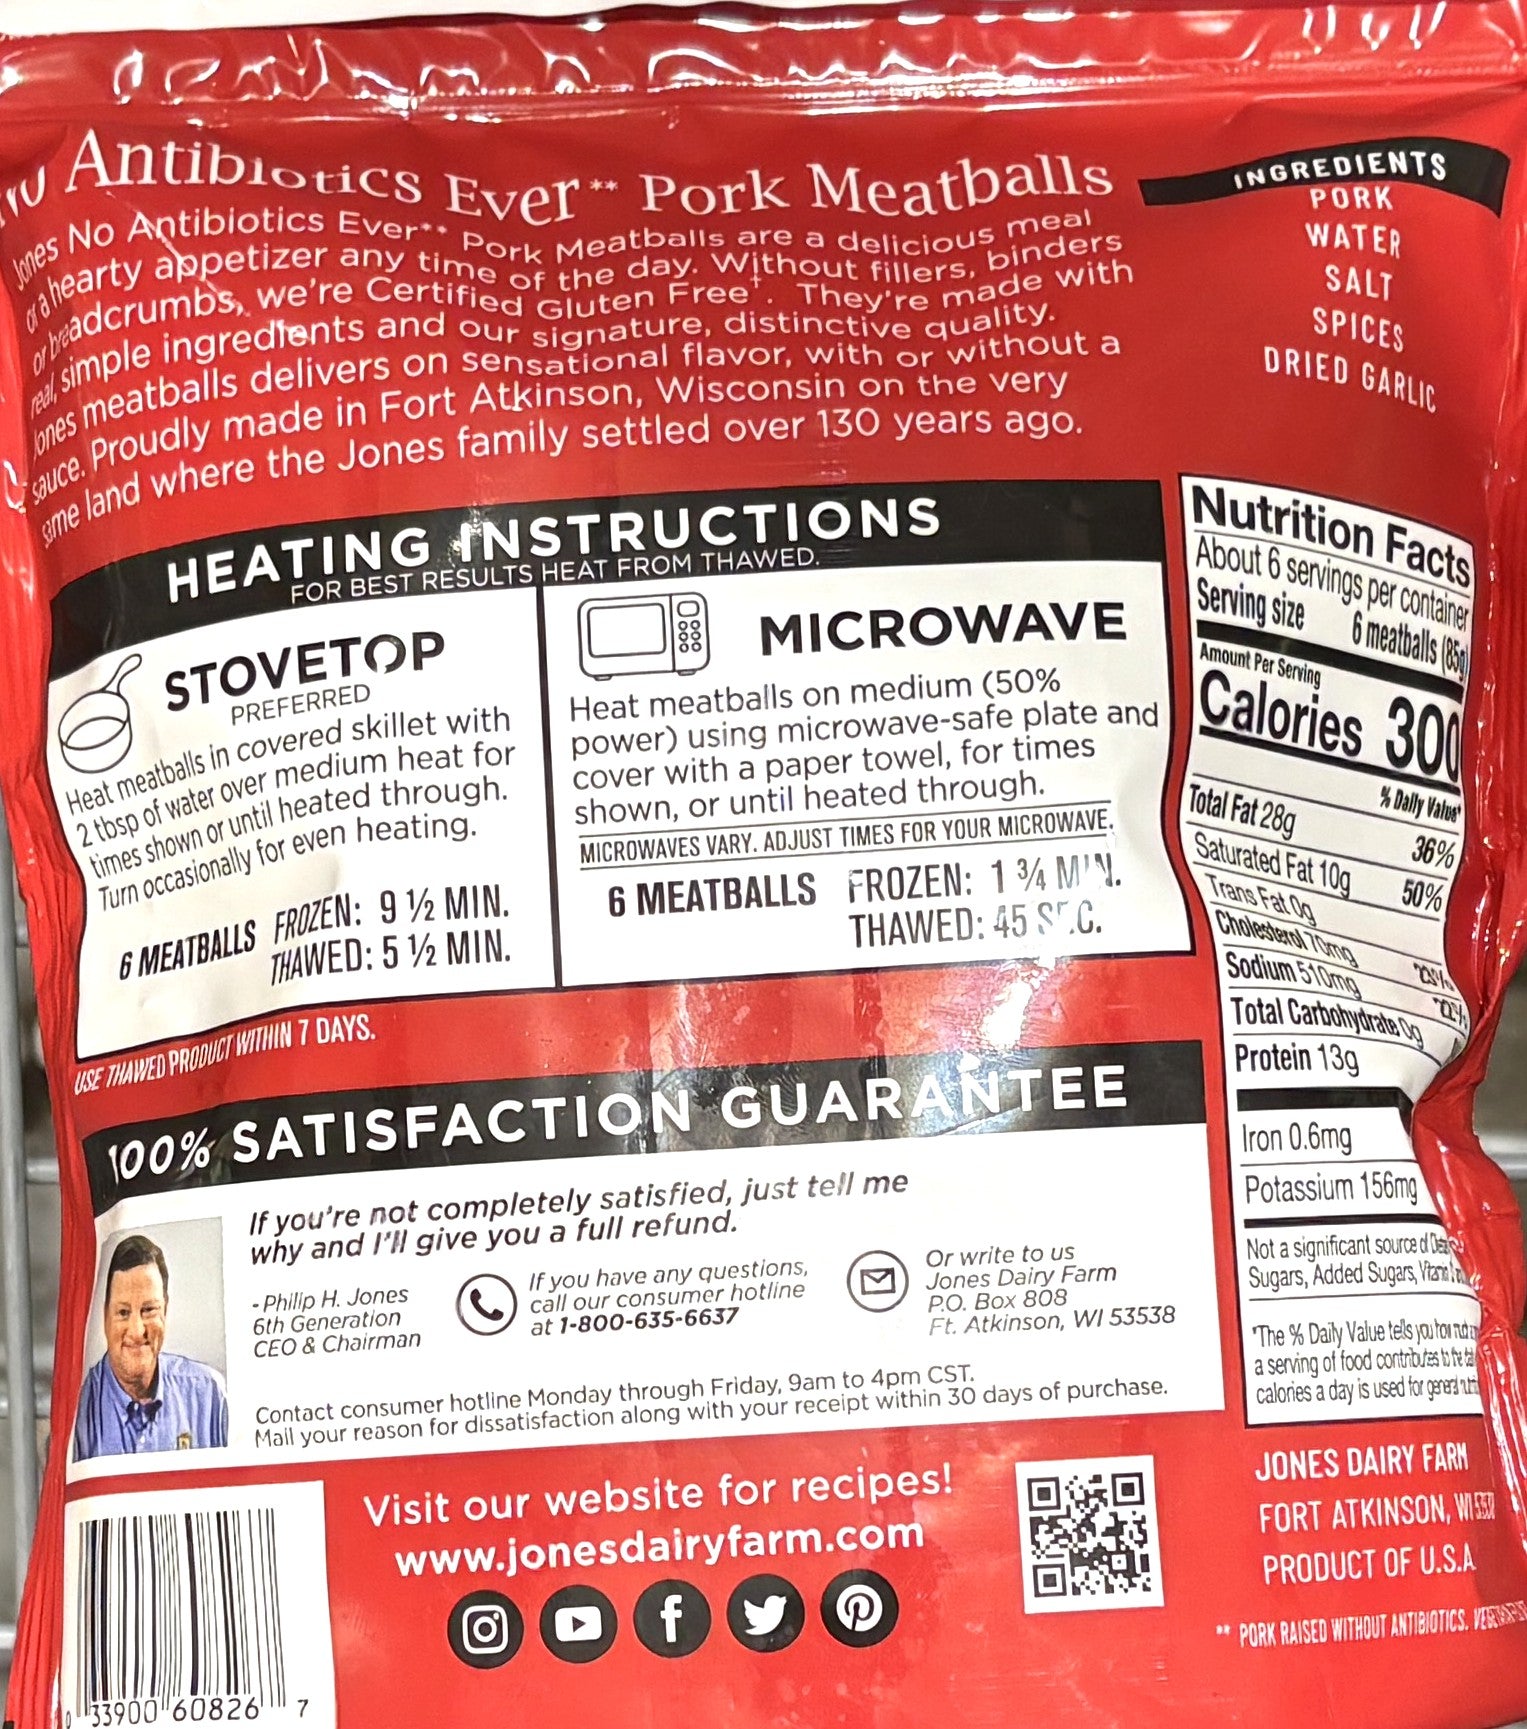 Antibiotics Ever** Pork Meatballs
Jones No Antibiotics Ever** Pork Meatballs are a delicious meal
or a hearty appetizer any time of the day. Without fillers, binders
or breadcrumbs, we're Certified Gluten Free†. They're made with
real, simple ingredients and our signature, distinctive quality.
Jones meatballs delivers on sensational flavor, with or without a
sauce. Proudly made in Fort Atkinson, Wisconsin on the very
same land where the Jones family settled over 130 years ago.
INGREDIENTS
PORK
WATER
SALT
SPICES
DRIED GARLIC
HEATING INSTRUCTIONS
FOR BEST RESULTS HEAT FROM THAWED.
STOVETOP
PREFERRED
Heat meatballs in covered skillet with
2 tbsp of water over medium heat for
times shown or until heated through.
Turn occasionally for even heating.
6 MEATBALLS FROZEN: 9 ½ MIN.
THAWED: 5 ½ MIN.
MICROWAVE
Heat meatballs on medium (50%
power) using microwave-safe plate and
cover with a paper towel, for times
shown, or until heated through.
MICROWAVES VARY. ADJUST TIMES FOR YOUR MICROWAVE.
6 MEATBALLS FROZEN: 1 ¾ MIN.
THAWED: 45 SEC.
USE THAWED PRODUCT WITHIN 7 DAYS.
Nutrition Facts
About 6 servings per container
Serving size 6 meatballs (85g)
Amount Per Serving
Calories 300
% Daily Value*
Total Fat 28g 36%
Saturated Fat 10g 50%
Trans Fat 0g
Cholesterol 70mg 23%
Sodium 510mg 22%
Total Carbohydrate 0g
Protein 13g
Iron 0.6mg
Potassium 156mg
Not a significant source of
Sugars, Added Sugars,
*The % Daily Value tells you how
a serving of food contributes to
calories a day is used for general
100% SATISFACTION GUARANTEE
If you're not completely satisfied, just tell me
why and I'll give you a full refund.
- Philip H. Jones
6th Generation
CEO & Chairman
If you have any questions,
call our consumer hotline
at 1-800-635-6637
Or write to us
Jones Dairy Farm
P.O. Box 808
Ft. Atkinson, WI 53538
Contact consumer hotline Monday through Friday, 9am to 4pm CST.
Mail your reason for dissatisfaction along with your receipt within 30 days of purchase.
Visit our website for recipes!
www.jonesdairyfarm.com
JONES DAIRY FARM
FORT ATKINSON, WI
PRODUCT OF U.S.A
** PORK RAISED WITHOUT ANTIBIOTICS.
0 33900 60826 7